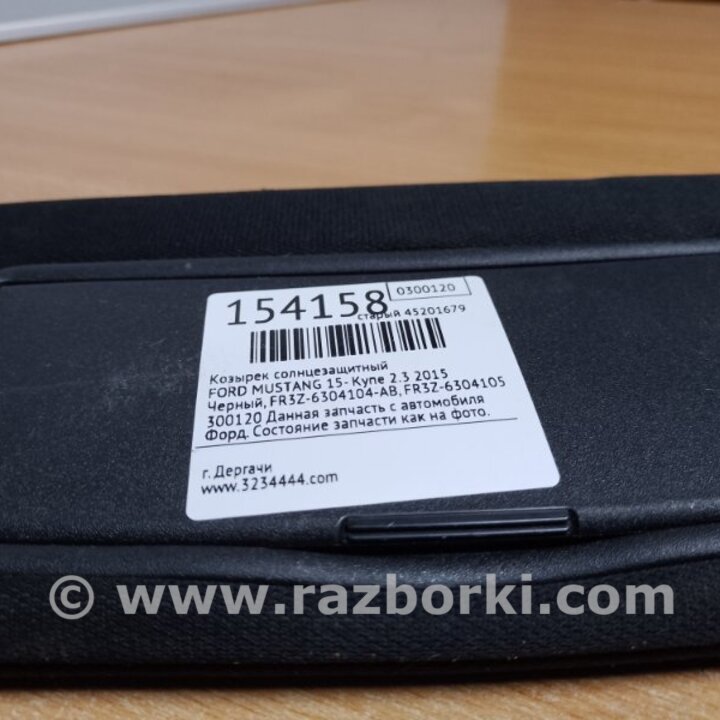 154158
0300120
старый 45201679
Козырек солнцезащитный
FORD MUSTANG 15- Купе 2.3 2015
Черный, FR3Z-6304104-AB, FR3Z-6304105
300120 Данная запчасть с автомобиля
Форд. Состояние запчасти как на фото.
г. Дергачи
www.3234444.com
© www.razborki.com